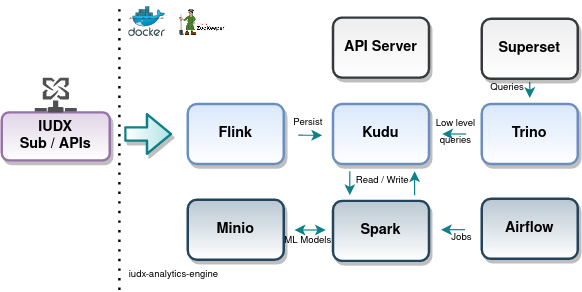 docker
ZooKeeper
API Server
Superset
Queries
IUDX
Sub / APIs
Flink
Persist
Kudu
Low level
queries
Trino
Read / Write
Minio
ML Models
Spark
Jobs
Airflow
iudx-analytics-engine